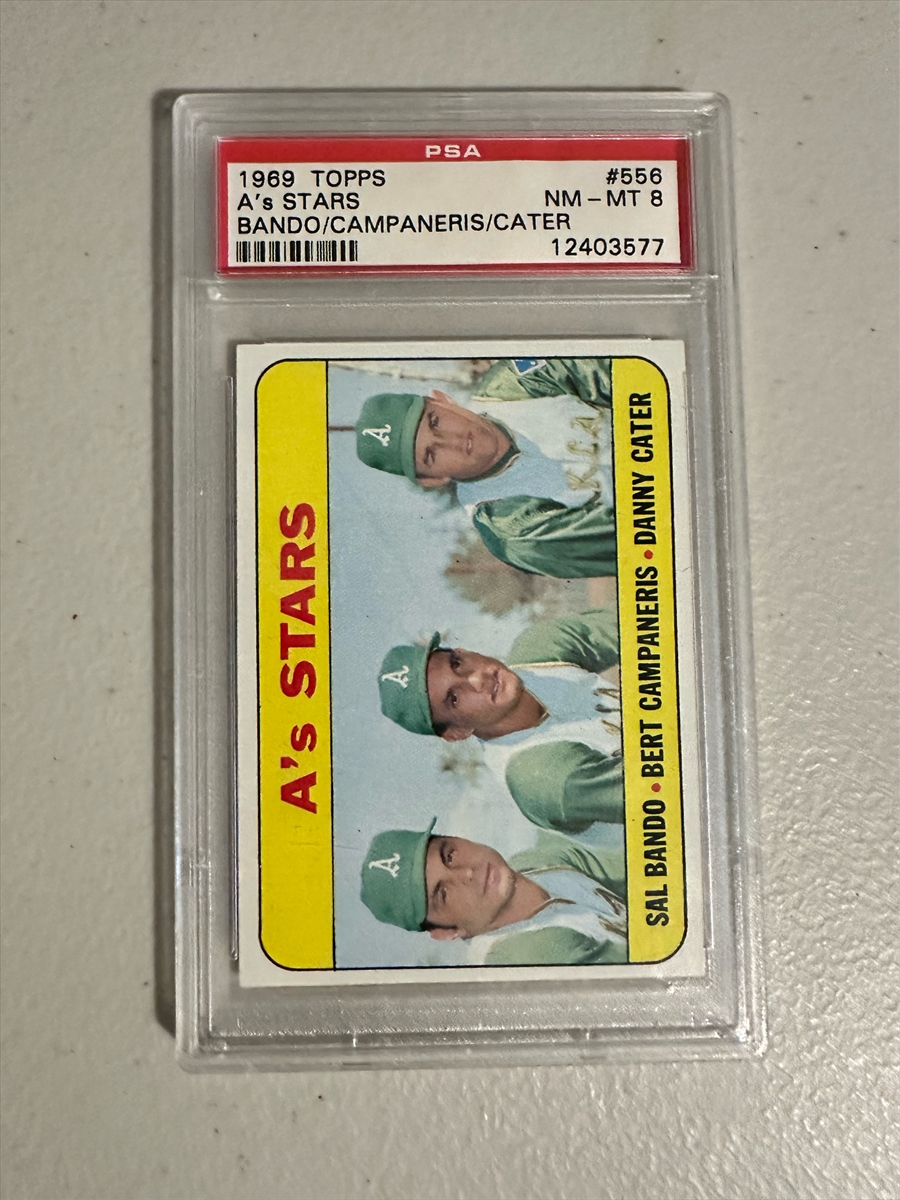 PSA
1969 TOPPS #556
A's STARS NM - MT 8
BANDO/CAMPANERIS/CATER
12403577
A's STARS
A
A
A
SAL BANDO • BERT CAMPANERIS • DANNY CATER